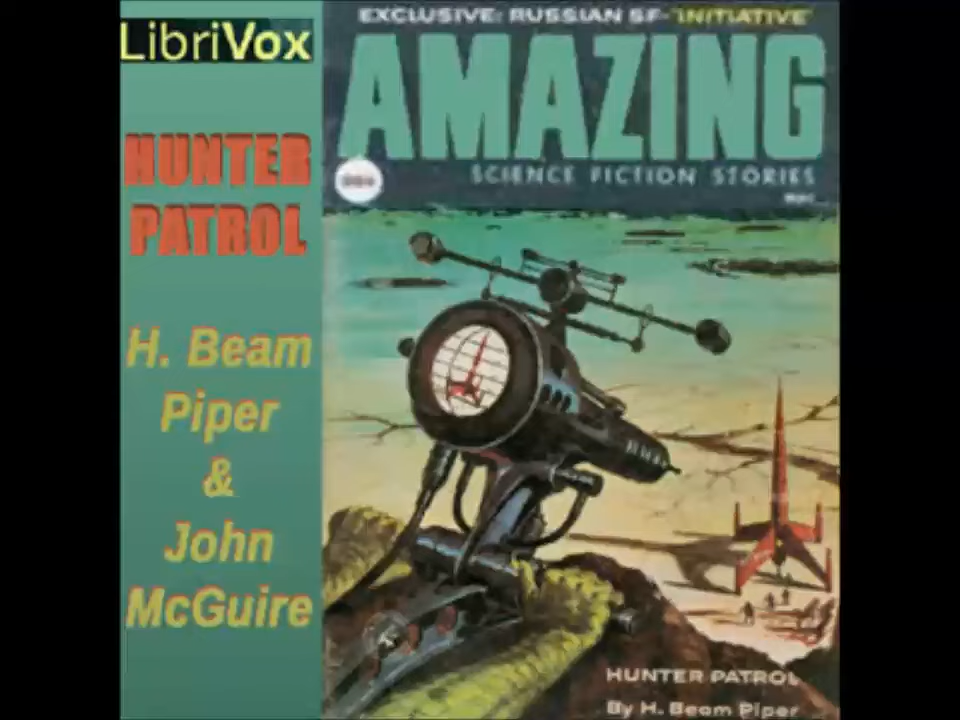 LibriVox
HUNTER
PATROL
H. Beam
Piper
&
John
McGuire
EXCLUSIVE: RUSSIAN SF-"INITIATIVE"
AMAZING
SCIENCE FICTION STORIES
HUNTER PATROL
By H. Beam Piper